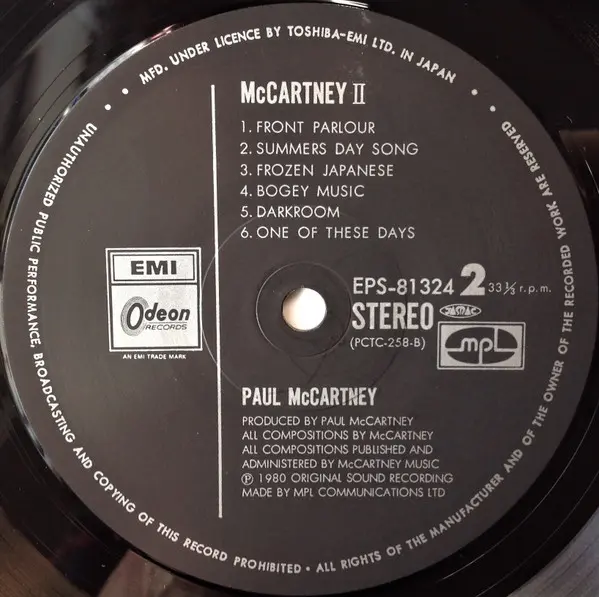 MFD. UNDER LICENCE BY TOSHIBA-EMI LTD. IN JAPAN
McCARTNEY II
1. FRONT PARLOUR
2. SUMMERS DAY SONG
3. FROZEN JAPANESE
4. BOGEY MUSIC
5. DARKROOM
6. ONE OF THESE DAYS
EMI
Odeon
RECORDS
AN EMI TRADE MARK
EPS-81324 2 33⅓ r.p.m.
STEREO JASRAC
(PCTC-258-B) mpl
PAUL McCARTNEY
PRODUCED BY PAUL McCARTNEY
ALL COMPOSITIONS BY McCARTNEY
ALL COMPOSITIONS PUBLISHED AND
ADMINISTERED BY McCARTNEY MUSIC
℗ 1980 ORIGINAL SOUND RECORDING
MADE BY MPL COMMUNICATIONS LTD
UNAUTHORIZED PUBLIC PERFORMANCE, BROADCASTING AND COPYING OF THIS RECORD PROHIBITED • ALL RIGHTS OF THE MANUFACTURER AND OF THE OWNER OF THE RECORDED WORK ARE RESERVED